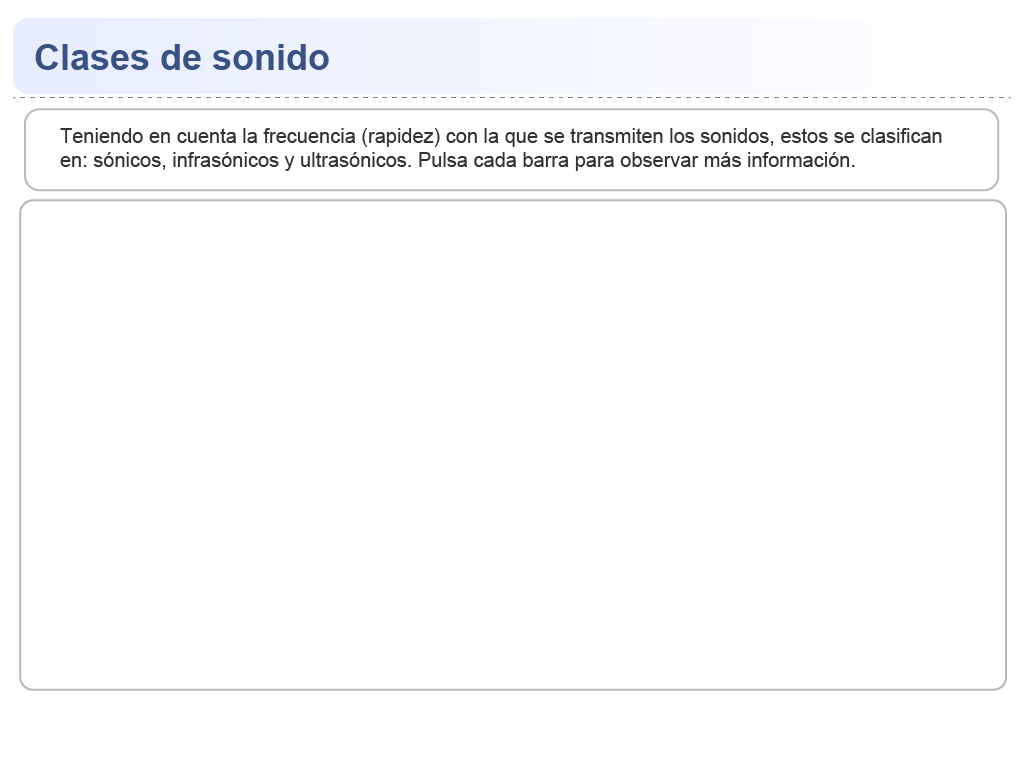 Clases de sonido
Teniendo en cuenta la frecuencia (rapidez) con la que se transmiten los sonidos, estos se clasifican
en: sónicos, infrasónicos y ultrasónicos. Pulsa cada barra para observar más información.